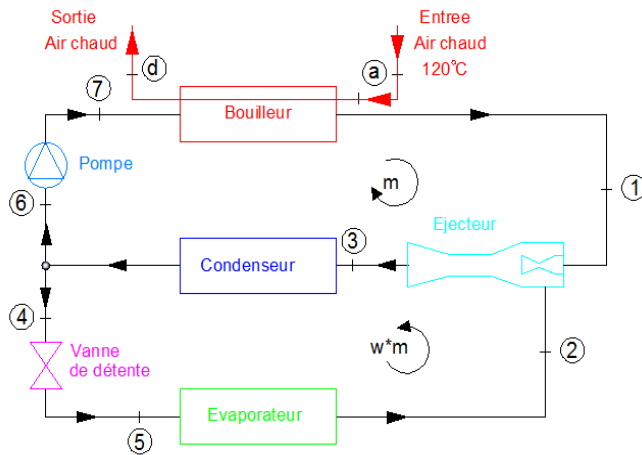 Sortie
Air chaud
Entree
Air chaud
120°C
d
a
7
Bouilleur
Pompe
6
m
1
Ejecteur
3
Condenseur
4
w*m
2
Vanne
de détente
Evaporateur
5